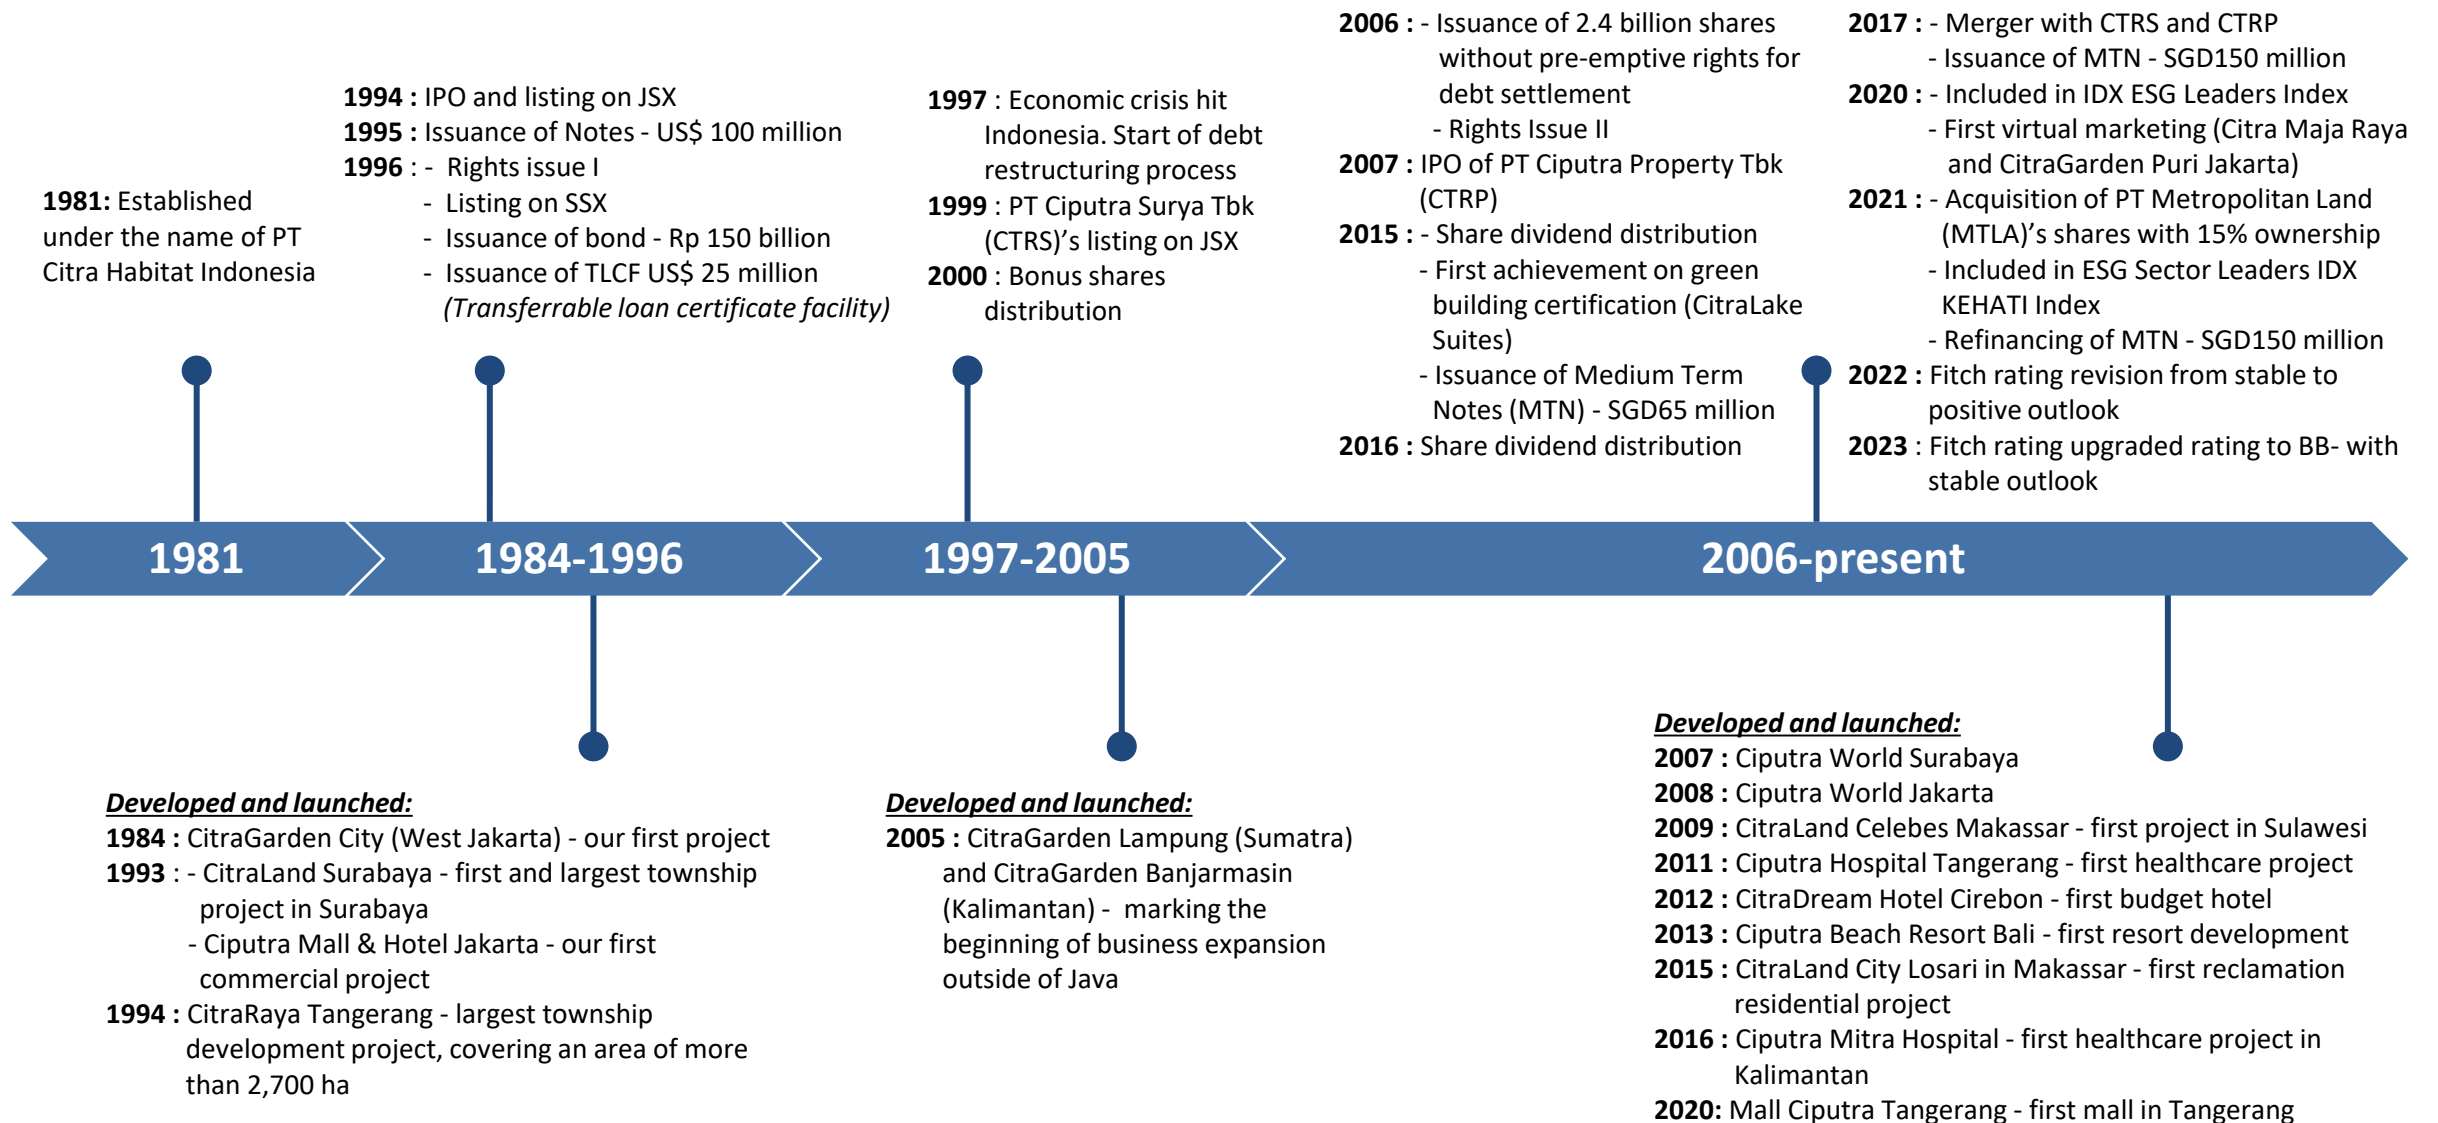 1981: Established
under the name of PT
Citra Habitat Indonesia
1994 : IPO and listing on JSX
1995 : Issuance of Notes - US$ 100 million
1996 : - Rights issue I
- Listing on SSX
- Issuance of bond - Rp 150 billion
- Issuance of TLCF US$ 25 million
(Transferrable loan certificate facility)
1997 : Economic crisis hit
Indonesia. Start of debt
restructuring process
1999 : PT Ciputra Surya Tbk
(CTRS)’s listing on JSX
2000 : Bonus shares
distribution
2006 : - Issuance of 2.4 billion shares
without pre-emptive rights for
debt settlement
- Rights Issue II
2007 : IPO of PT Ciputra Property Tbk
(CTRP)
2015 : - Share dividend distribution
- First achievement on green
building certification (CitraLake
Suites)
- Issuance of Medium Term
Notes (MTN) - SGD65 million
2016 : Share dividend distribution
2017 : - Merger with CTRS and CTRP
- Issuance of MTN - SGD150 million
2020 : - Included in IDX ESG Leaders Index
- First virtual marketing (Citra Maja Raya
and CitraGarden Puri Jakarta)
2021 : - Acquisition of PT Metropolitan Land
(MTLA)’s shares with 15% ownership
- Included in ESG Sector Leaders IDX
KEHATI Index
- Refinancing of MTN - SGD150 million
2022 : Fitch rating revision from stable to
positive outlook
2023 : Fitch rating upgraded rating to BB- with
stable outlook
1981
1984-1996
1997-2005
2006-present
Developed and launched:
1984 : CitraGarden City (West Jakarta) - our first project
1993 : - CitraLand Surabaya - first and largest township
project in Surabaya
- Ciputra Mall & Hotel Jakarta - our first
commercial project
1994 : CitraRaya Tangerang - largest township
development project, covering an area of more
than 2,700 ha
Developed and launched:
2005 : CitraGarden Lampung (Sumatra)
and CitraGarden Banjarmasin
(Kalimantan) - marking the
beginning of business expansion
outside of Java
Developed and launched:
2007 : Ciputra World Surabaya
2008 : Ciputra World Jakarta
2009 : CitraLand Celebes Makassar - first project in Sulawesi
2011 : Ciputra Hospital Tangerang - first healthcare project
2012 : CitraDream Hotel Cirebon - first budget hotel
2013 : Ciputra Beach Resort Bali - first resort development
2015 : CitraLand City Losari in Makassar - first reclamation
residential project
2016 : Ciputra Mitra Hospital - first healthcare project in
Kalimantan
2020: Mall Ciputra Tangerang - first mall in Tangerang